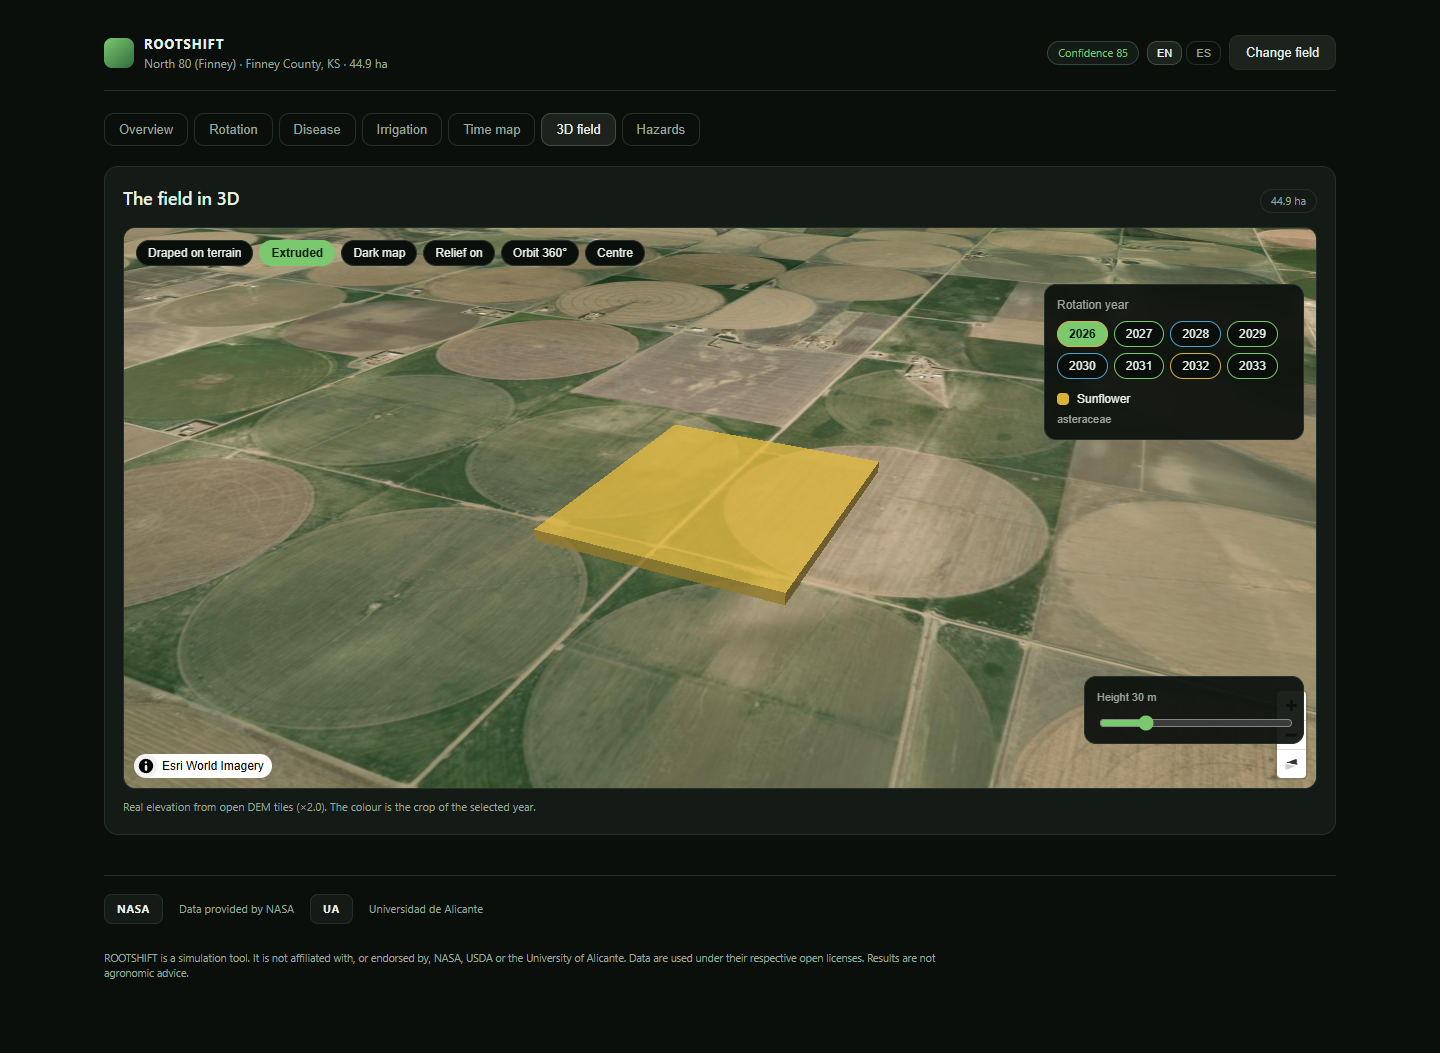 ROOTSHIFT
North 80 (Finney) · Finney County, KS · 44.9 ha
Confidence 85
EN
ES
Change field
Overview
Rotation
Disease
Irrigation
Time map
3D field
Hazards
The field in 3D
44.9 ha
Draped on terrain
Extruded
Dark map
Relief on
Orbit 360°
Centre
Rotation year
2026 2027 2028 2029
2030 2031 2032 2033
Sunflower
asteraceae
Height 30 m
Esri World Imagery
Real elevation from open DEM tiles (×2.0). The colour is the crop of the selected year.
NASA
Data provided by NASA
UA
Universidad de Alicante
ROOTSHIFT is a simulation tool. It is not affiliated with, or endorsed by, NASA, USDA or the University of Alicante. Data are used under their respective open licenses. Results are not
agronomic advice.